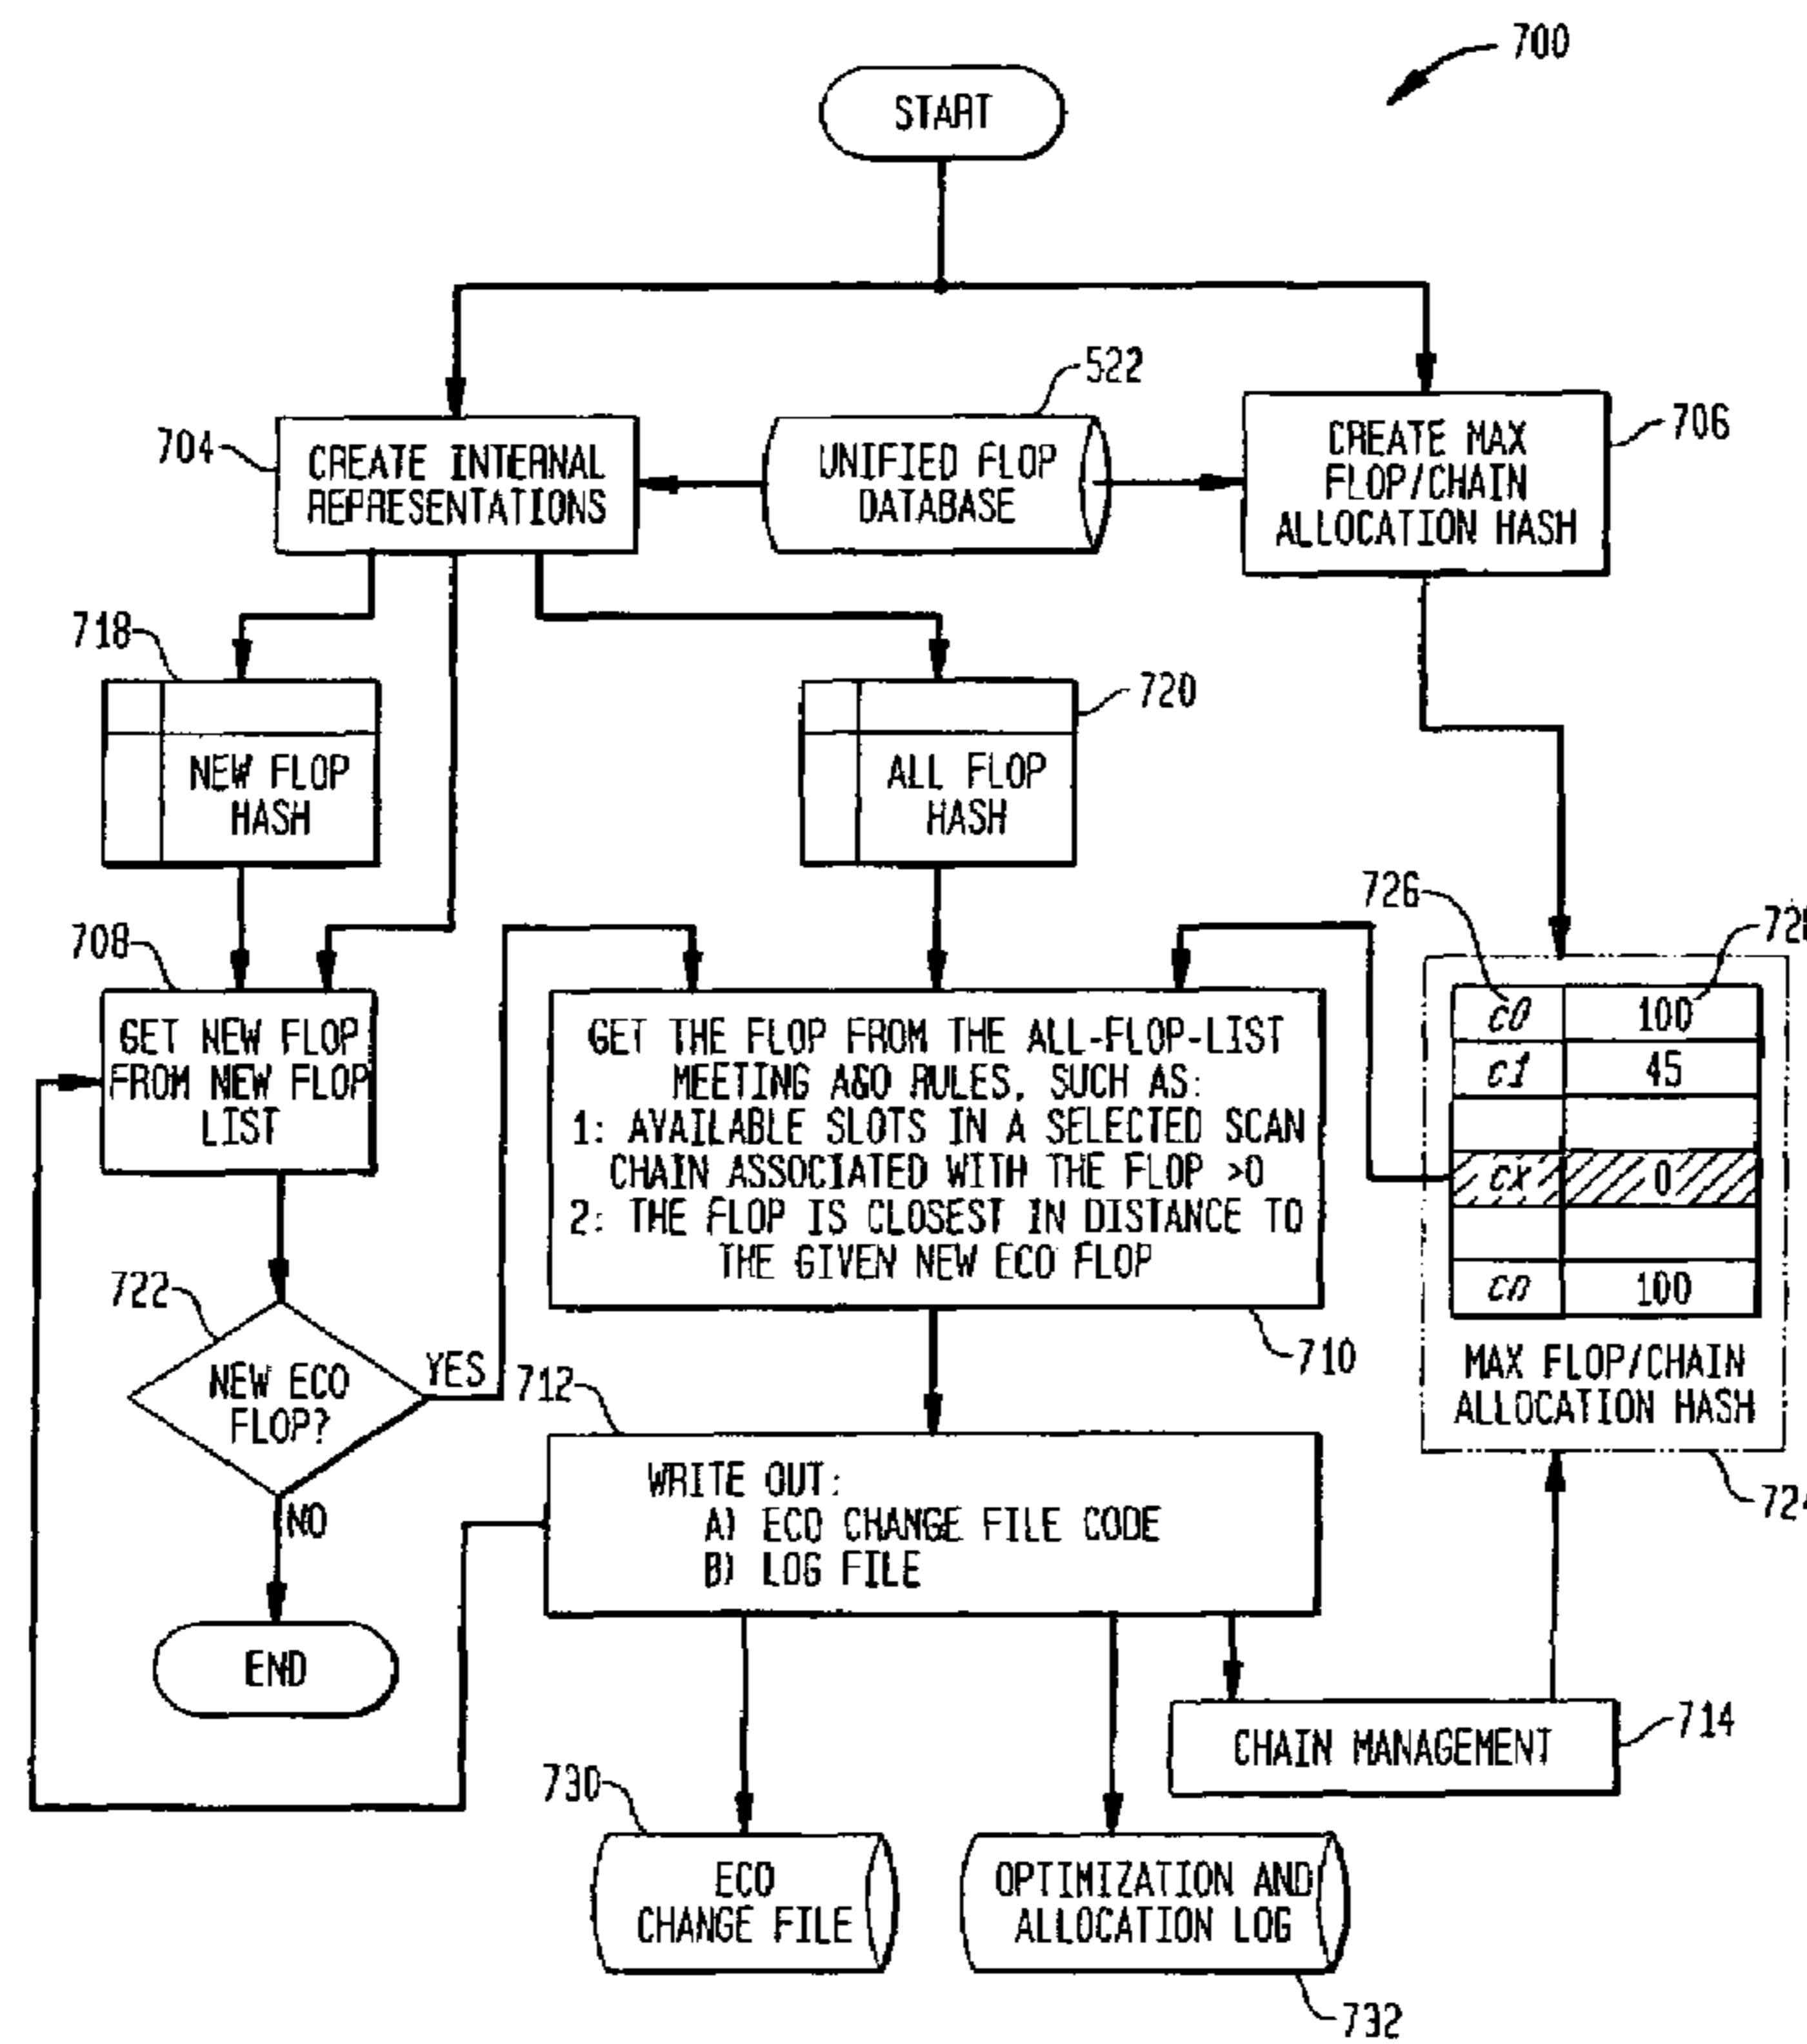 700
START
522
704
CREATE INTERNAL
REPRESENTATIONS
UNIFIED FLOP
DATABASE
706
CREATE MAX
FLOP/CHAIN
ALLOCATION HASH
718
NEW FLOP
HASH
720
ALL FLOP
HASH
726
c0 100
c1 45
cx 0
cn 100
MAX FLOP/CHAIN
ALLOCATION HASH
708
GET NEW FLOP
FROM NEW FLOP
LIST
GET THE FLOP FROM THE ALL-FLOP-LIST
MEETING A&O RULES, SUCH AS:
1: AVAILABLE SLOTS IN A SELECTED SCAN
CHAIN ASSOCIATED WITH THE FLOP >0
2: THE FLOP IS CLOSEST IN DISTANCE TO
THE GIVEN NEW ECO FLOP
710
722
NEW ECO
FLOP?
YES
NO
END
712
WRITE OUT:
A) ECO CHANGE FILE CODE
B) LOG FILE
724
CHAIN MANAGEMENT
714
730
ECO
CHANGE FILE
OPTIMIZATION AND
ALLOCATION LOG
732